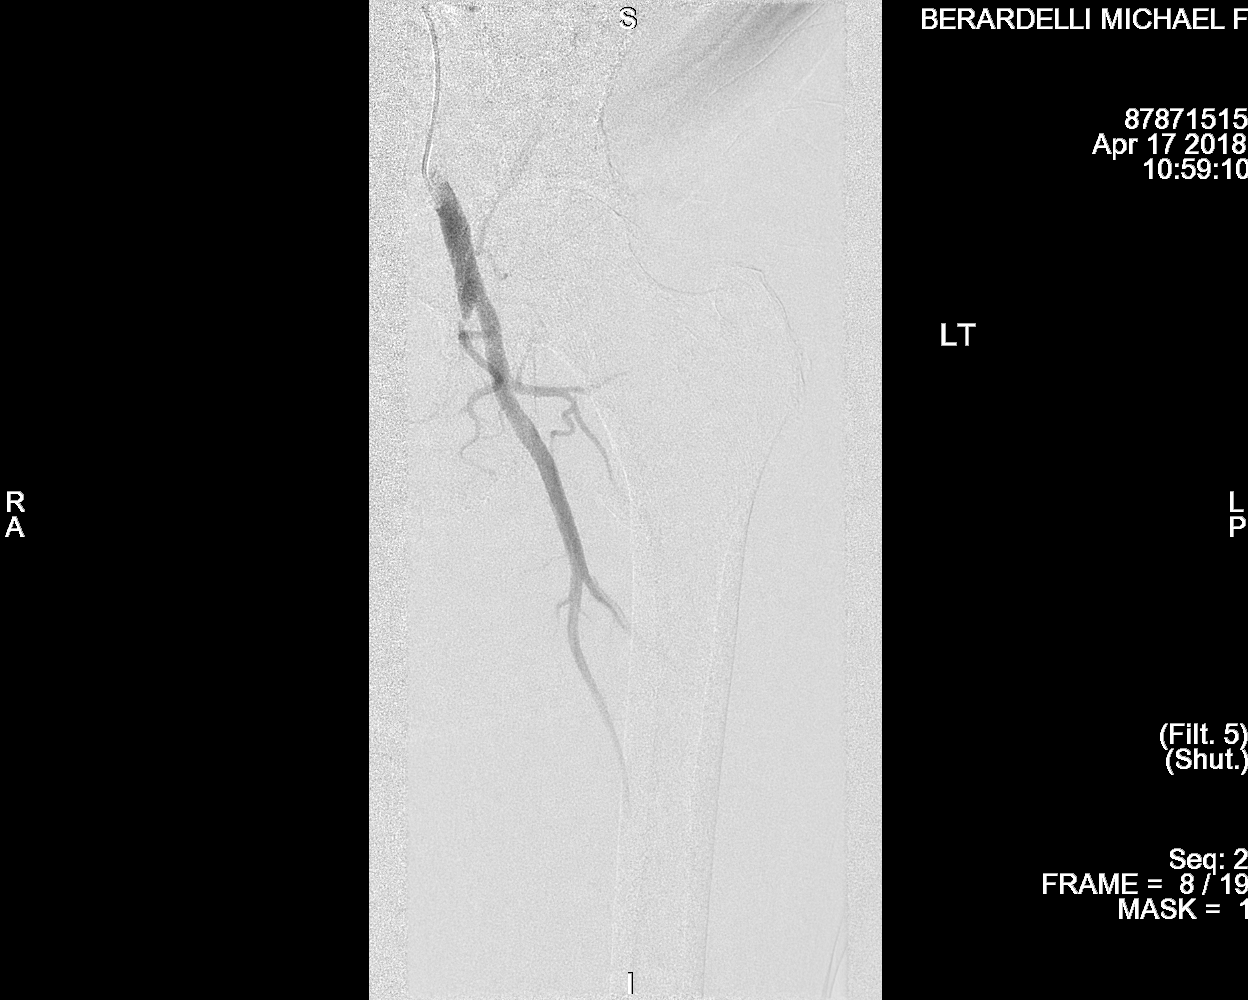 S
BERARDELLI MICHAEL F
87871515
Apr 17 2018
10:59:10
LT
R
A
L
P
(Filt. 5)
(Shut.)
Seq: 2
FRAME = 8 / 19
MASK = 1
I